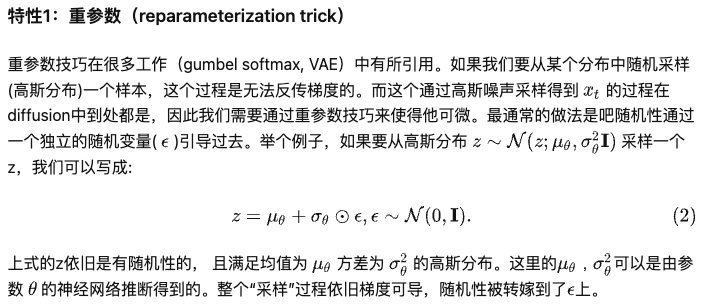 特性1：重参数（reparameterization trick）
重参数技巧在很多工作（gumbel softmax, VAE）中有所引用。如果我们要从某个分布中随机采样
(高斯分布)一个样本，这个过程是无法反传梯度的。而这个通过高斯噪声采样得到 $x_t$ 的过程在
diffusion中到处都是，因此我们需要通过重参数技巧来使得他可微。最通常的做法是吧随机性通过
一个独立的随机变量( $\epsilon$ )引导过去。举个例子，如果要从高斯分布 $z \sim \mathcal{N}(z; \mu_\theta, \sigma_\theta^2 \mathbf{I})$ 采样一个
z，我们可以写成:
$z = \mu_\theta + \sigma_\theta \odot \epsilon, \epsilon \sim \mathcal{N}(0, \mathbf{I}).$ (2)
上式的z依旧是有随机性的， 且满足均值为 $\mu_\theta$ 方差为 $\sigma_\theta^2$ 的高斯分布。这里的$\mu_\theta$ , $\sigma_\theta^2$可以是由参
数 $\theta$ 的神经网络推断得到的。整个“采样”过程依旧梯度可导，随机性被转嫁到了$\epsilon$上。